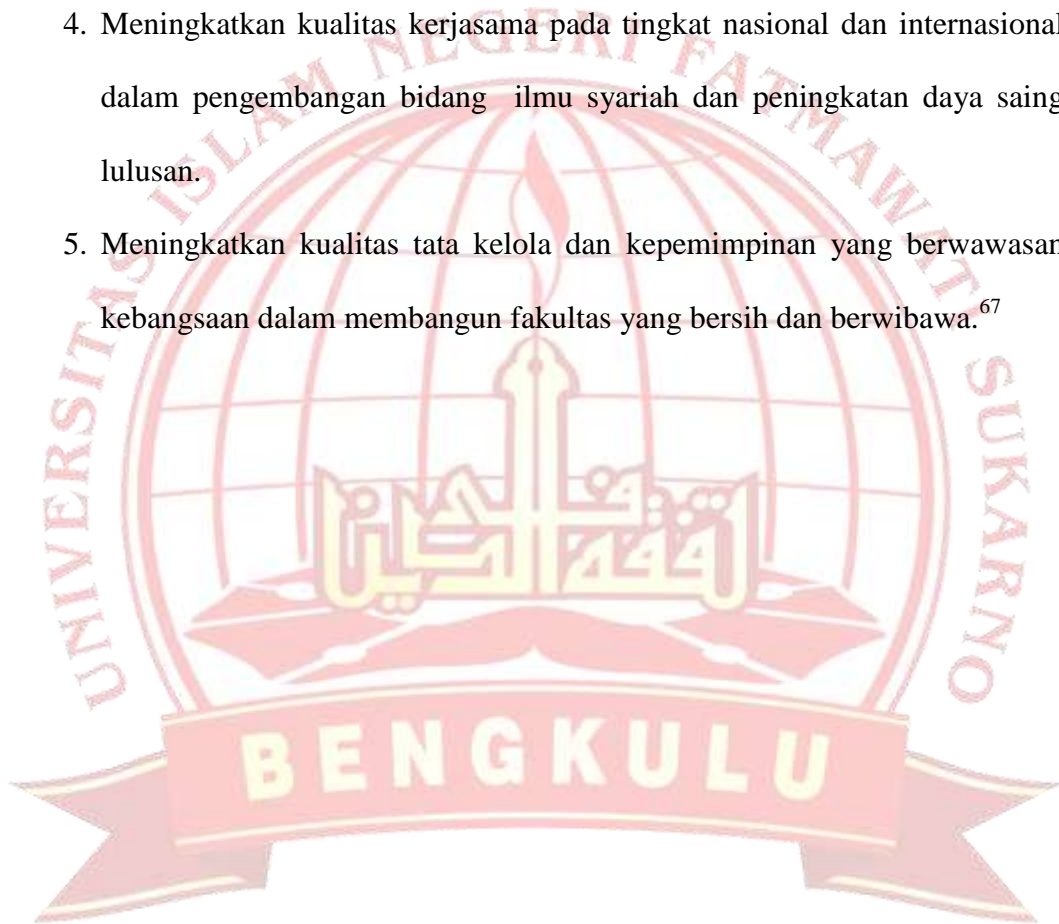 4. Meningkatkan kualitas kerjasama pada tingkat nasional dan internasional
dalam pengembangan bidang ilmu syariah dan peningkatan daya saing
lulusan.
5. Meningkatkan kualitas tata kelola dan kepemimpinan yang berwawasan
kebangsaan dalam membangun fakultas yang bersih dan berwibawa.67
UNIVERSITAS ISLAM NEGERI FATMAWATI SUKARNO
BENGKULU